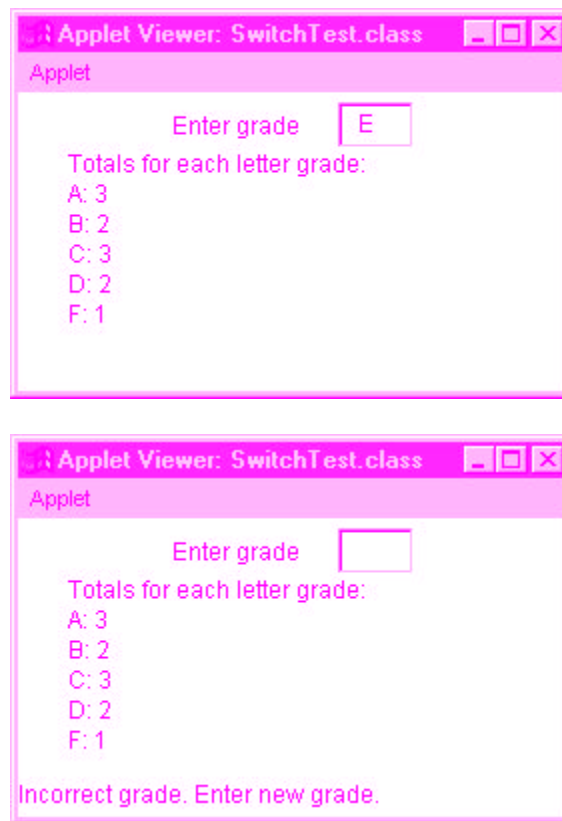 Applet Viewer: SwitchTest.class
Applet
Enter grade E
Totals for each letter grade:
A: 3
B: 2
C: 3
D: 2
F: 1
Applet Viewer: SwitchTest.class
Applet
Enter grade
Totals for each letter grade:
A: 3
B: 2
C: 3
D: 2
F: 1
Incorrect grade. Enter new grade.